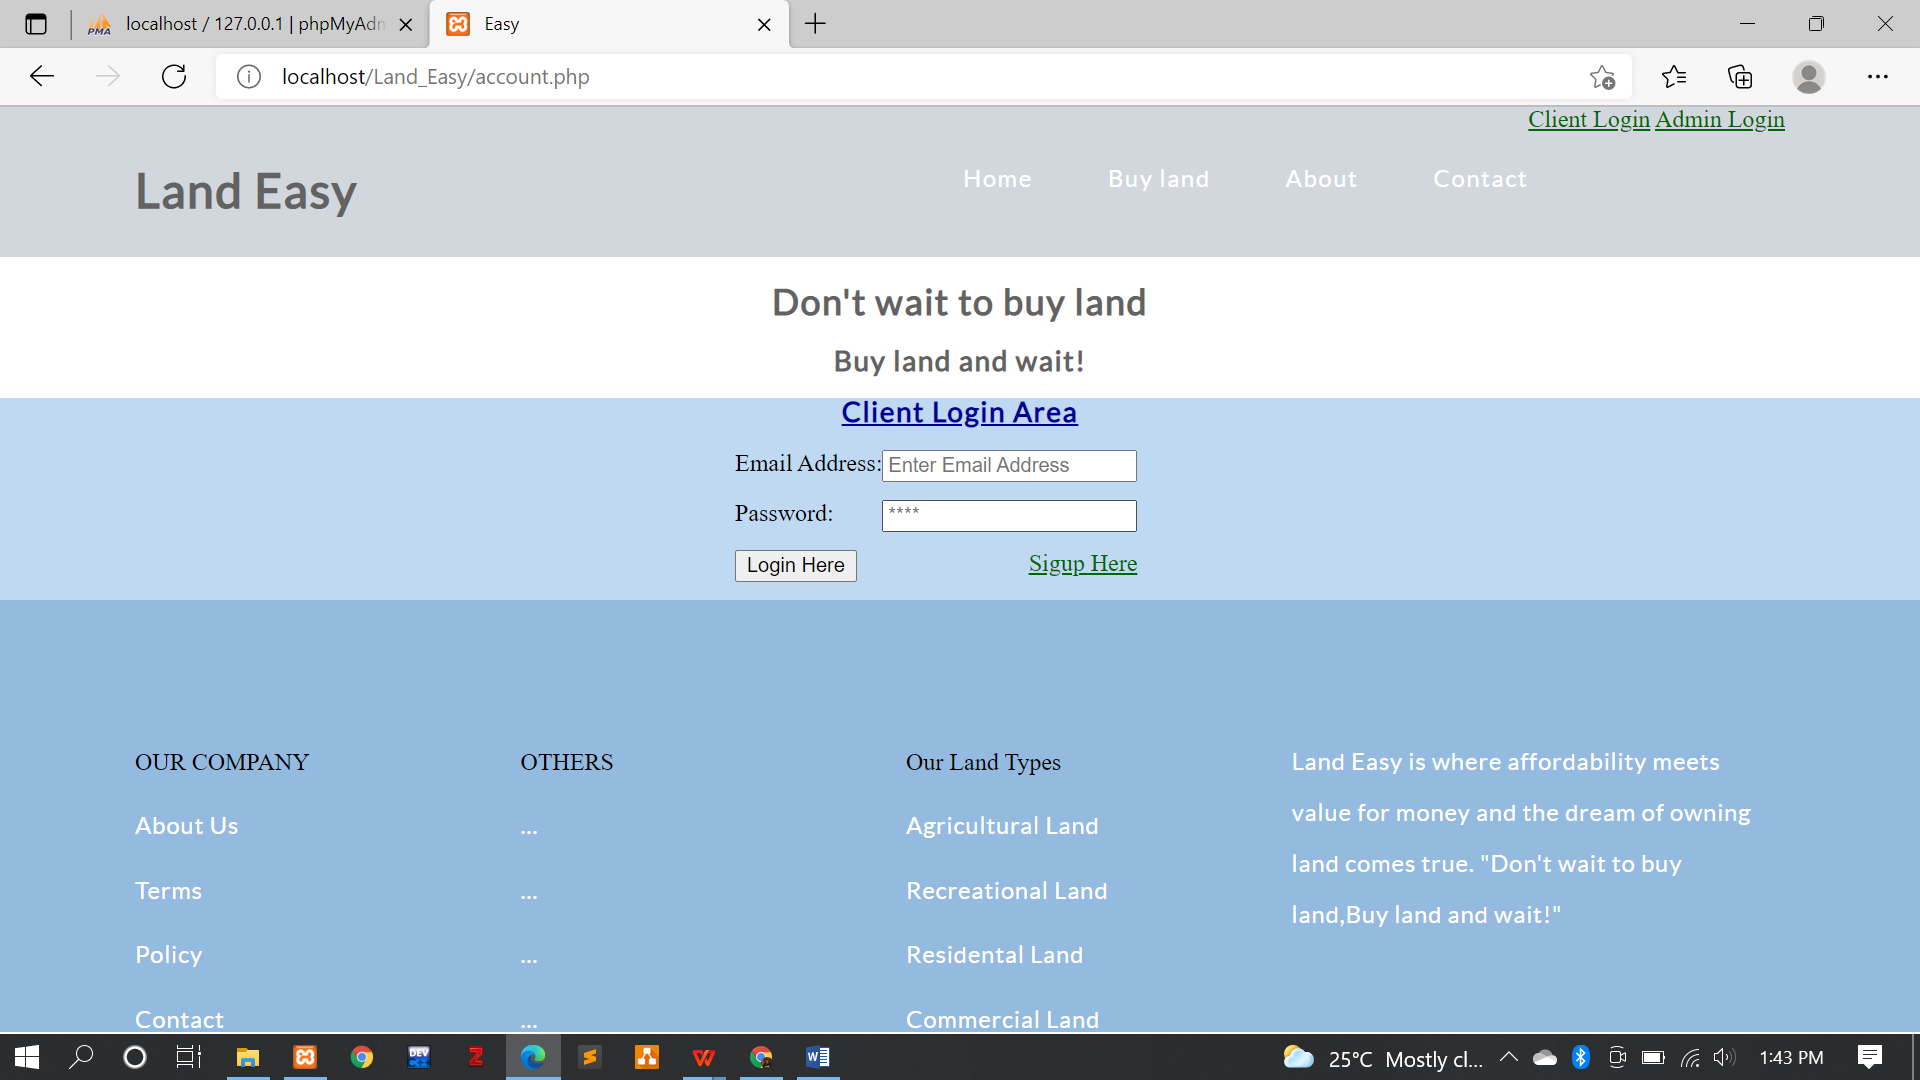 localhost / 127.0.0.1 | phpMyAdn
Easy
localhost/Land_Easy/account.php
Client Login Admin Login
Land Easy
Home Buy land About Contact
Don't wait to buy land
Buy land and wait!
Client Login Area
Email Address: Enter Email Address
Password: ****
Login Here Sigup Here
OUR COMPANY
About Us
Terms
Policy
Contact
OTHERS
...
...
...
...
Our Land Types
Agricultural Land
Recreational Land
Residental Land
Commercial Land
Land Easy is where affordability meets
value for money and the dream of owning
land comes true. "Don't wait to buy
land,Buy land and wait!"
25°C Mostly cl... 1:43 PM